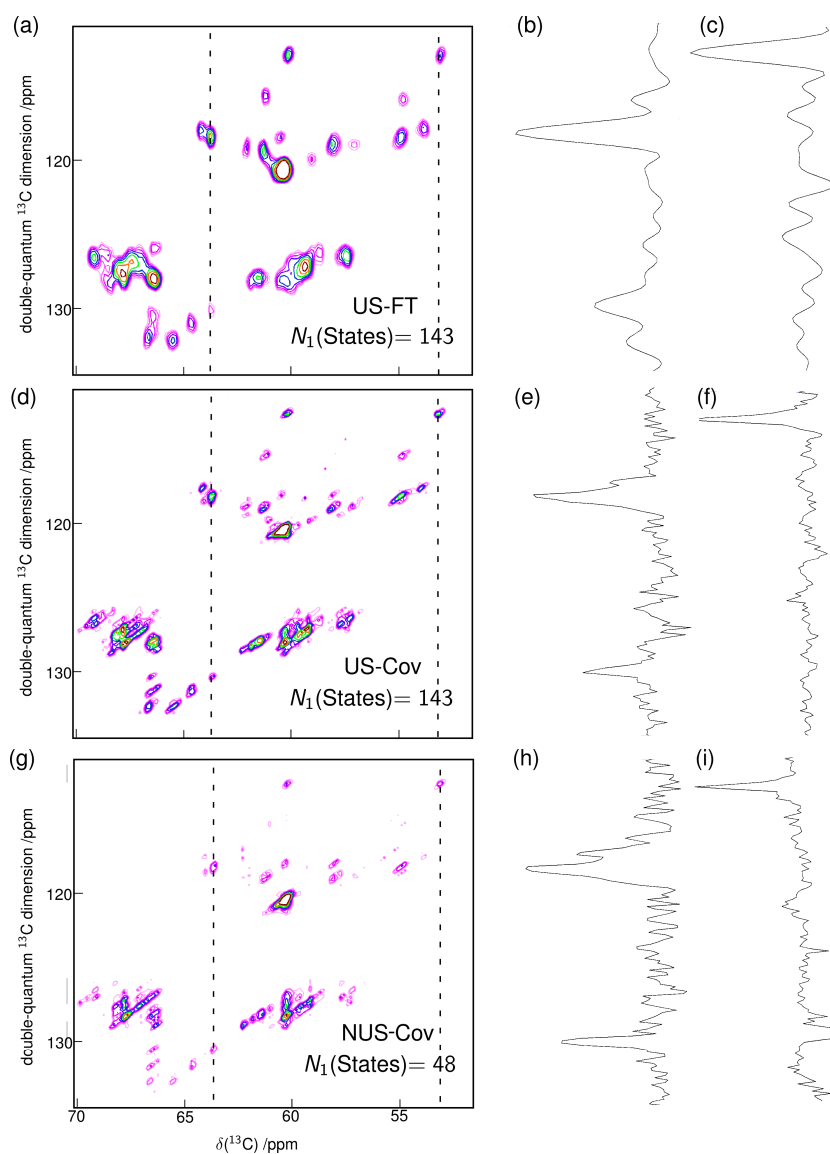 (a)
(b)
(c)
double-quantum ¹³C dimension /ppm
120
130
US-FT
N₁(States)= 143
(d)
(e)
(f)
double-quantum ¹³C dimension /ppm
120
130
US-Cov
N₁(States)= 143
(g)
(h)
(i)
double-quantum ¹³C dimension /ppm
120
130
NUS-Cov
N₁(States)= 48
70
65
60
55
δ(¹³C) /ppm